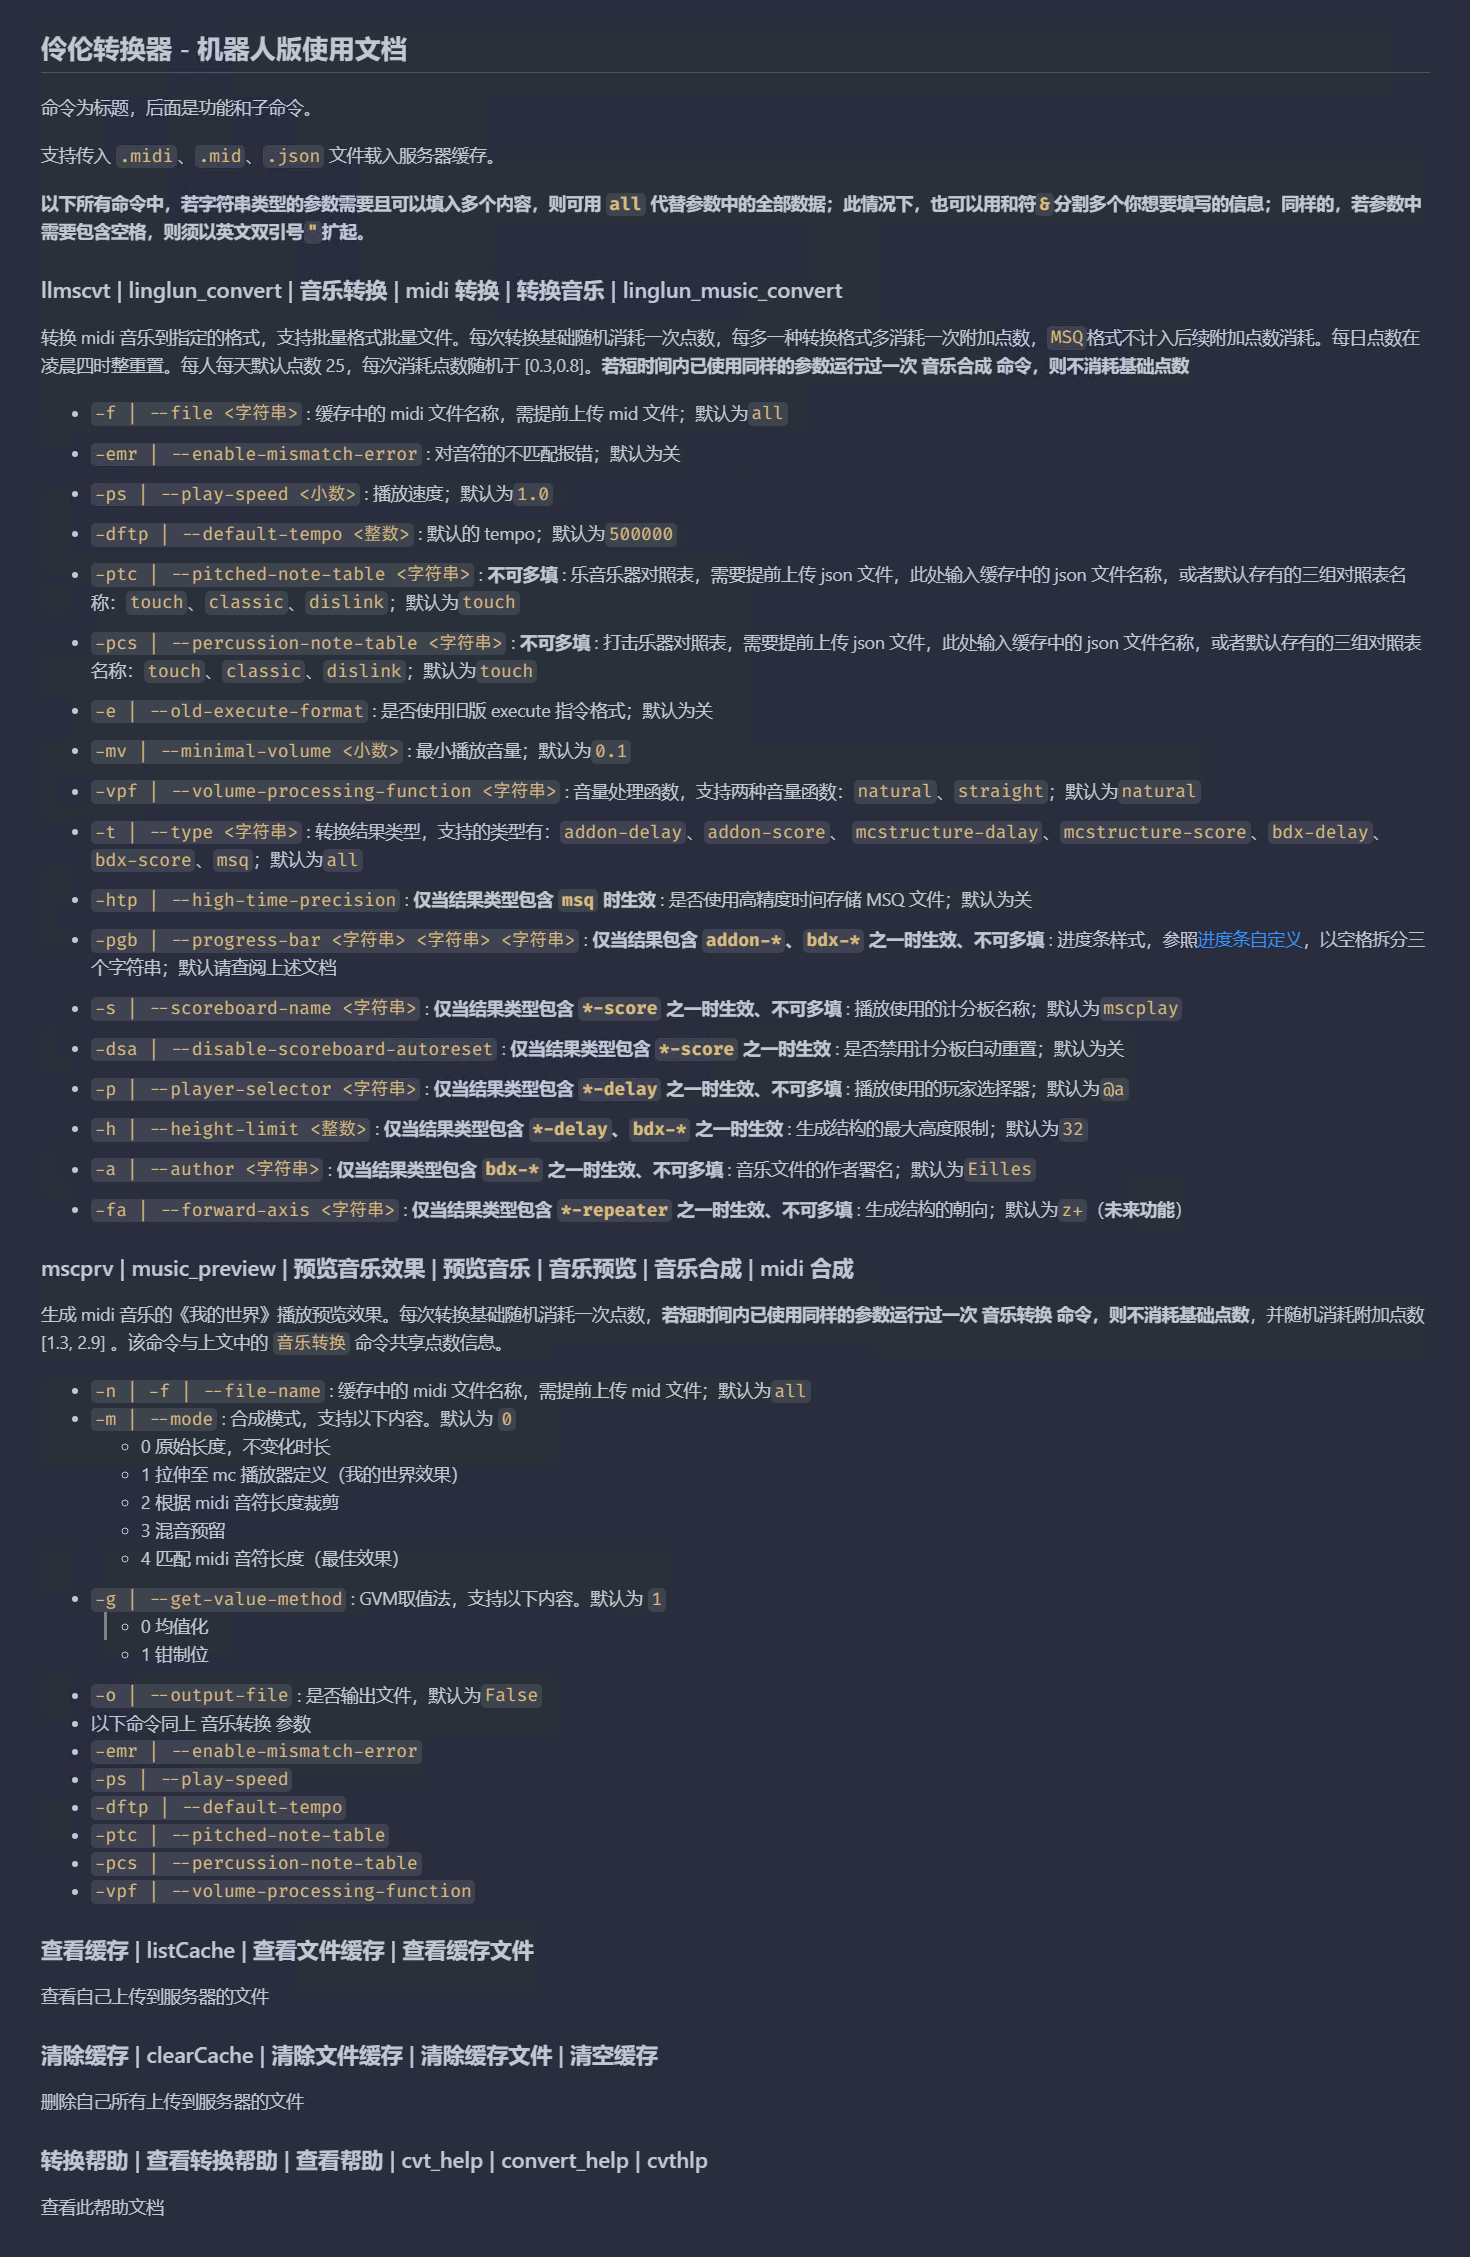 伶伦转换器 - 机器人版使用文档
命令为标题，后面是功能和子命令。
支持传入 .midi、.mid、.json 文件载入服务器缓存。
以下所有命令中，若字符串类型的参数需要且可以填入多个内容，则可用 all 代替参数中的全部数据；此情况下，也可以用和符&分割多个你想要填写的信息；同样的，若参数中
需要包含空格，则须以英文双引号"扩起。
llmscvt | linglun_convert | 音乐转换 | midi 转换 | 转换音乐 | linglun_music_convert
转换 midi 音乐到指定的格式，支持批量格式批量文件。每次转换基础随机消耗一次点数，每多一种转换格式多消耗一次附加点数，MSQ格式不计入后续附加点数消耗。每日点数在
凌晨四时整重置。每人每天默认点数 25，每次消耗点数随机于 [0.3,0.8]。若短时间内已使用同样的参数运行过一次 音乐合成 命令，则不消耗基础点数
-f | --file <字符串> : 缓存中的 midi 文件名称，需提前上传 mid 文件；默认为all
-emr | --enable-mismatch-error : 对音符的不匹配报错；默认为关
-ps | --play-speed <小数> : 播放速度；默认为1.0
-dftp | --default-tempo <整数> : 默认的 tempo；默认为500000
-ptc | --pitched-note-table <字符串> : 不可多填 : 乐音乐器对照表，需要提前上传 json 文件，此处输入缓存中的 json 文件名称，或者默认存有的三组对照表名
称：touch、classic、dislink；默认为touch
-pcs | --percussion-note-table <字符串> : 不可多填 : 打击乐器对照表，需要提前上传 json 文件，此处输入缓存中的 json 文件名称，或者默认存有的三组对照表
名称：touch、classic、dislink；默认为touch
-e | --old-execute-format : 是否使用旧版 execute 指令格式；默认为关
-mv | --minimal-volume <小数> : 最小播放音量；默认为0.1
-vpf | --volume-processing-function <字符串> : 音量处理函数，支持两种音量函数：natural、straight；默认为natural
-t | --type <字符串> : 转换结果类型，支持的类型有：addon-delay、addon-score、 mcstructure-dalay、mcstructure-score、bdx-delay、
bdx-score、msq；默认为all
-htp | --high-time-precision : 仅当结果类型包含 msq 时生效 : 是否使用高精度时间存储 MSQ 文件；默认为关
-pgb | --progress-bar <字符串> <字符串> <字符串> : 仅当结果包含 addon-*、bdx-* 之一时生效、不可多填 : 进度条样式，参照进度条自定义，以空格拆分三
个字符串；默认请查阅上述文档
-s | --scoreboard-name <字符串> : 仅当结果类型包含 *-score 之一时生效、不可多填 : 播放使用的计分板名称；默认为mscplay
-dsa | --disable-scoreboard-autoreset : 仅当结果类型包含 *-score 之一时生效 : 是否禁用计分板自动重置；默认为关
-p | --player-selector <字符串> : 仅当结果类型包含 *-delay 之一时生效、不可多填 : 播放使用的玩家选择器；默认为@a
-h | --height-limit <整数> : 仅当结果类型包含 *-delay、bdx-* 之一时生效 : 生成结构的最大高度限制；默认为32
-a | --author <字符串> : 仅当结果类型包含 bdx-* 之一时生效、不可多填 : 音乐文件的作者署名；默认为Eilles
-fa | --forward-axis <字符串> : 仅当结果类型包含 *-repeater 之一时生效、不可多填 : 生成结构的朝向；默认为z+（未来功能）
mscprv | music_preview | 预览音乐效果 | 预览音乐 | 音乐预览 | 音乐合成 | midi 合成
生成 midi 音乐的《我的世界》播放预览效果。每次转换基础随机消耗一次点数，若短时间内已使用同样的参数运行过一次 音乐转换 命令，则不消耗基础点数，并随机消耗附加点数
[1.3, 2.9] 。该命令与上文中的 音乐转换 命令共享点数信息。
-n | -f | --file-name : 缓存中的 midi 文件名称，需提前上传 mid 文件；默认为all
-m | --mode : 合成模式，支持以下内容。默认为 0
0 原始长度，不变化时长
1 拉伸至 mc 播放器定义（我的世界效果）
2 根据 midi 音符长度裁剪
3 混音预留
4 匹配 midi 音符长度（最佳效果）
-g | --get-value-method : GVM取值法，支持以下内容。默认为 1
0 均值化
1 钳制位
-o | --output-file : 是否输出文件，默认为False
以下命令同上 音乐转换 参数
-emr | --enable-mismatch-error
-ps | --play-speed
-dftp | --default-tempo
-ptc | --pitched-note-table
-pcs | --percussion-note-table
-vpf | --volume-processing-function
查看缓存 | listCache | 查看文件缓存 | 查看缓存文件
查看自己上传到服务器的文件
清除缓存 | clearCache | 清除文件缓存 | 清除缓存文件 | 清空缓存
删除自己所有上传到服务器的文件
转换帮助 | 查看转换帮助 | 查看帮助 | cvt_help | convert_help | cvthlp
查看此帮助文档